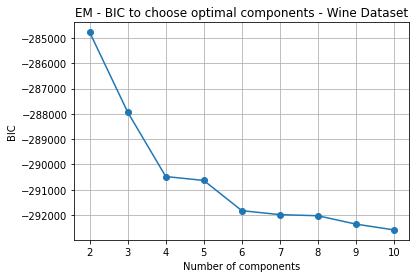 EM - BIC to choose optimal components - Wine Dataset
−285000
−286000
−287000
−288000
−289000
−290000
−291000
−292000
BIC
2 3 4 5 6 7 8 9 10
Number of components